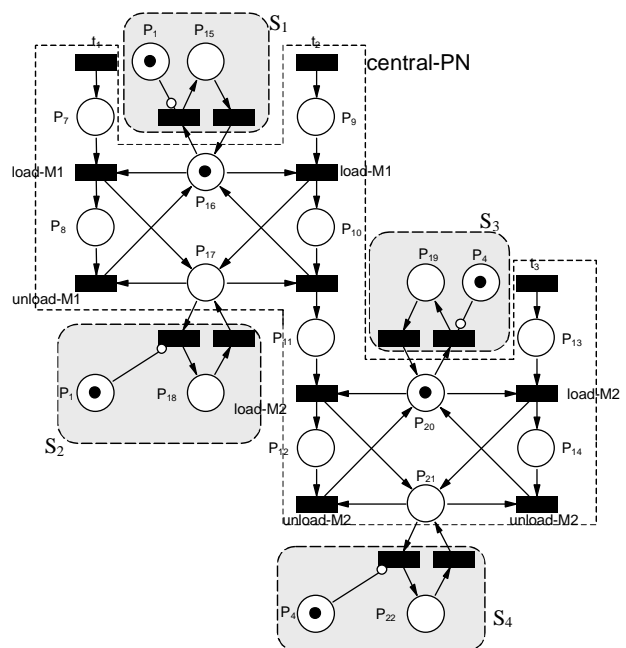 S1
P1
P15
t1
t2
central-PN
P7
P9
load-M1
load-M1
P16
P8
P10
S3
P17
P19
P4
t3
unload-M1
P11
P13
S2
P1
P18
load-M2
load-M2
P20
P12
P14
P21
unload-M2
unload-M2
P4
P22
S4